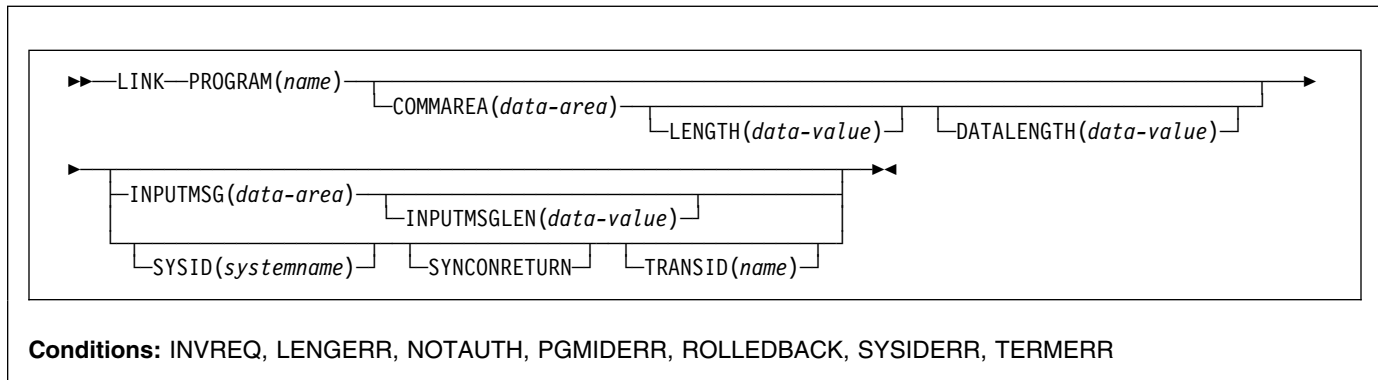 LINK PROGRAM(name)
COMMAREA(data-area)
LENGTH(data-value) DATALENGTH(data-value)
INPUTMSG(data-area)
INPUTMSGLEN(data-value)
SYSID(systemname) SYNCONRETURN TRANSID(name)
Conditions: INVREQ, LENGERR, NOTAUTH, PGMIDERR, ROLLEDBACK, SYSIDERR, TERMERR